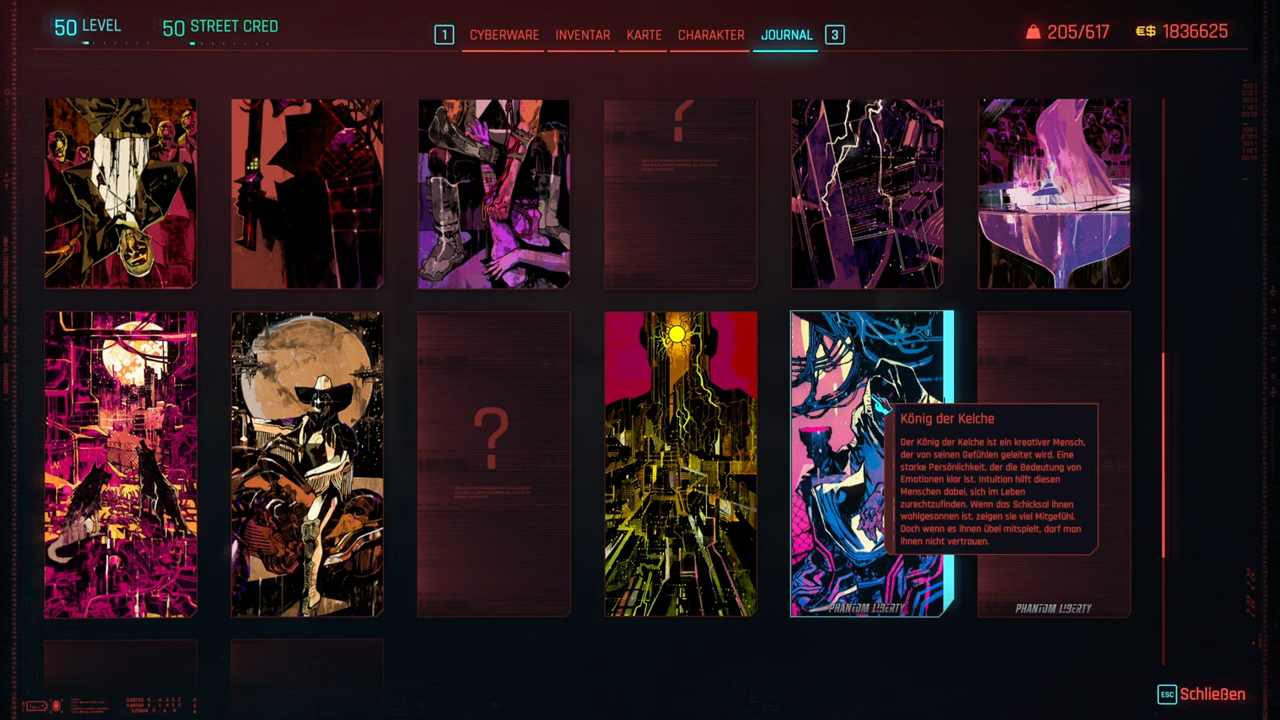 50 LEVEL
50 STREET CRED
1 CYBERWARE INVENTAR KARTE CHARAKTER JOURNAL 3
205/617
€$ 1836625
?
?
König der Kelche
Der König der Kelche ist ein kreativer Mensch,
der von seinen Gefühlen geleitet wird. Eine
starke Persönlichkeit, der die Bedeutung von
Emotionen klar ist. Intuition hilft diesen
Menschen dabei, sich im Leben
zurechtzufinden. Wenn das Schicksal ihnen
wohlgesonnen ist, zeigen sie viel Mitgefühl.
Doch wenn es ihnen übel mitspielt, darf man
ihnen nicht vertrauen.
PHANTOM LIBERTY
PHANTOM LIBERTY
ESC Schließen